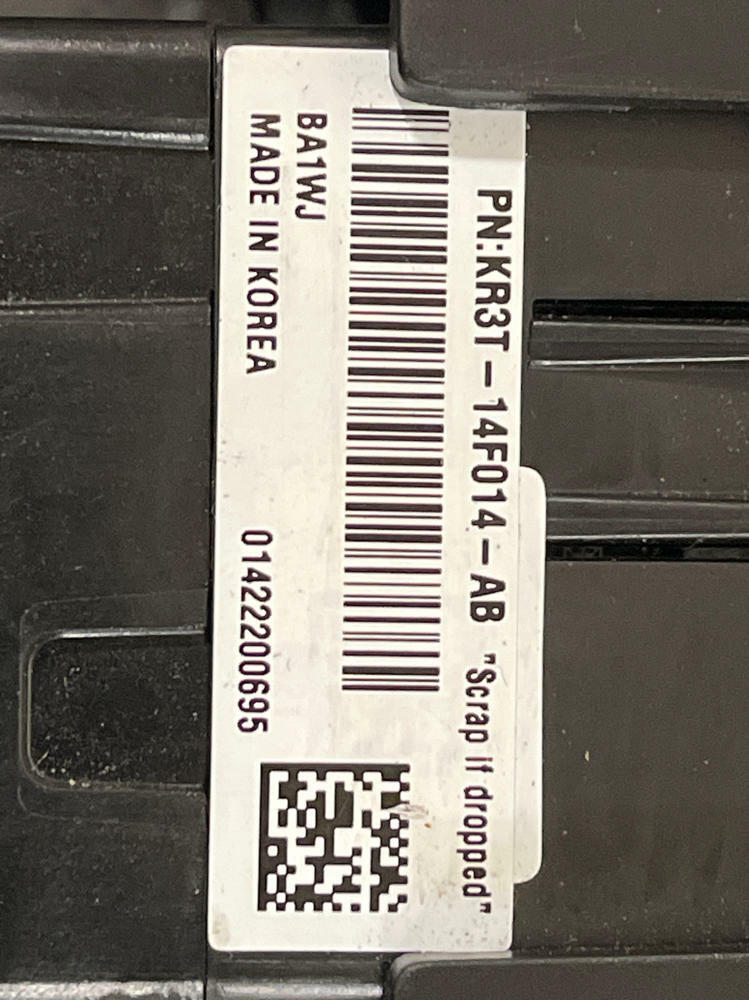 PN:KR3T-14F014-AB "Scrap if dropped"
BA1WJ
MADE IN KOREA
01422200695